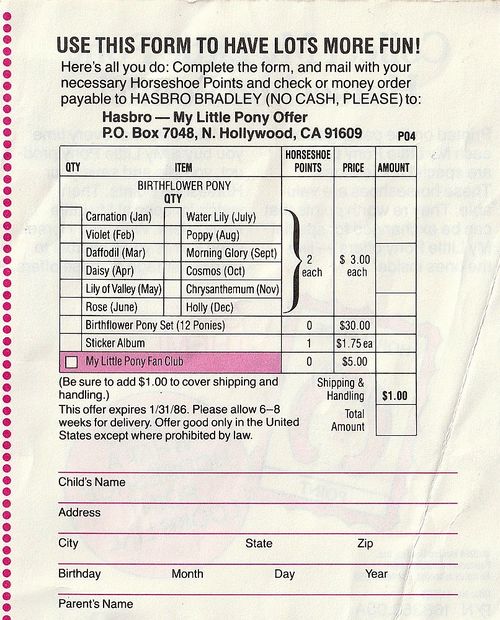 USE THIS FORM TO HAVE LOTS MORE FUN!
Here's all you do: Complete the form, and mail with your
necessary Horseshoe Points and check or money order
payable to HASBRO BRADLEY (NO CASH, PLEASE) to:
Hasbro — My Little Pony Offer
P.O. Box 7048, N. Hollywood, CA 91609 P04
QTY ITEM HORSESHOE POINTS PRICE AMOUNT
BIRTHFLOWER PONY
QTY
Carnation (Jan) Water Lily (July)
Violet (Feb) Poppy (Aug)
Daffodil (Mar) Morning Glory (Sept)
Daisy (Apr) Cosmos (Oct)
Lily of Valley (May) Chrysanthemum (Nov)
Rose (June) Holly (Dec)
2 each $ 3.00 each
Birthflower Pony Set (12 Ponies) 0 $30.00
Sticker Album 1 $1.75 ea
My Little Pony Fan Club 0 $5.00
(Be sure to add $1.00 to cover shipping and
handling.)
Shipping & Handling $1.00
This offer expires 1/31/86. Please allow 6–8
weeks for delivery. Offer good only in the United
States except where prohibited by law.
Total Amount
Child's Name
Address
City State Zip
Birthday Month Day Year
Parent's Name